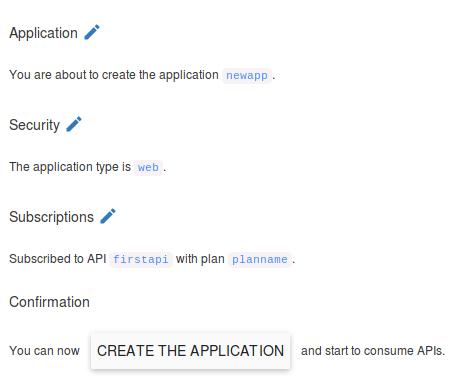 Application
You are about to create the application newapp .
Security
The application type is web .
Subscriptions
Subscribed to API firstapi with plan planname .
Confirmation
You can now CREATE THE APPLICATION and start to consume APIs.